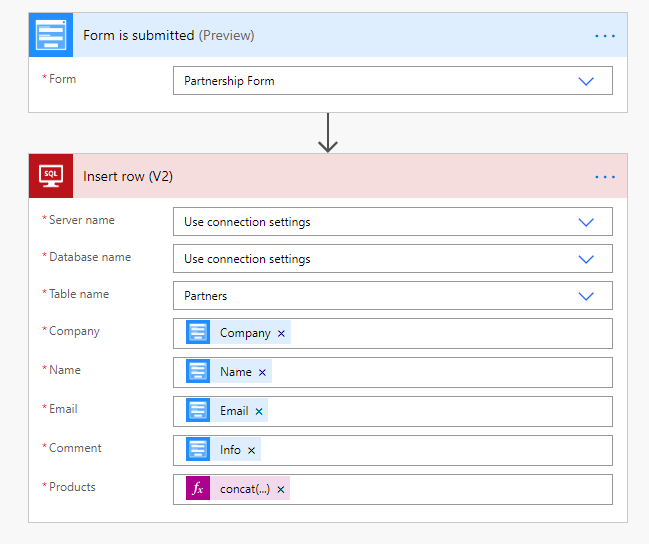 Form is submitted (Preview)
...
* Form
Partnership Form
SQL
Insert row (V2)
...
* Server name
Use connection settings
* Database name
Use connection settings
* Table name
Partners
* Company
Company ×
* Name
Name ×
* Email
Email ×
* Comment
Info ×
* Products
fx concat(...) ×